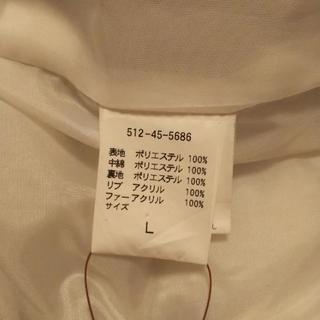 512-45-5686
表地 ポリエステル 100%
中綿 ポリエステル 100%
裏地 ポリエステル 100%
リブ アクリル 100%
ファーアクリル 100%
サイズ
L